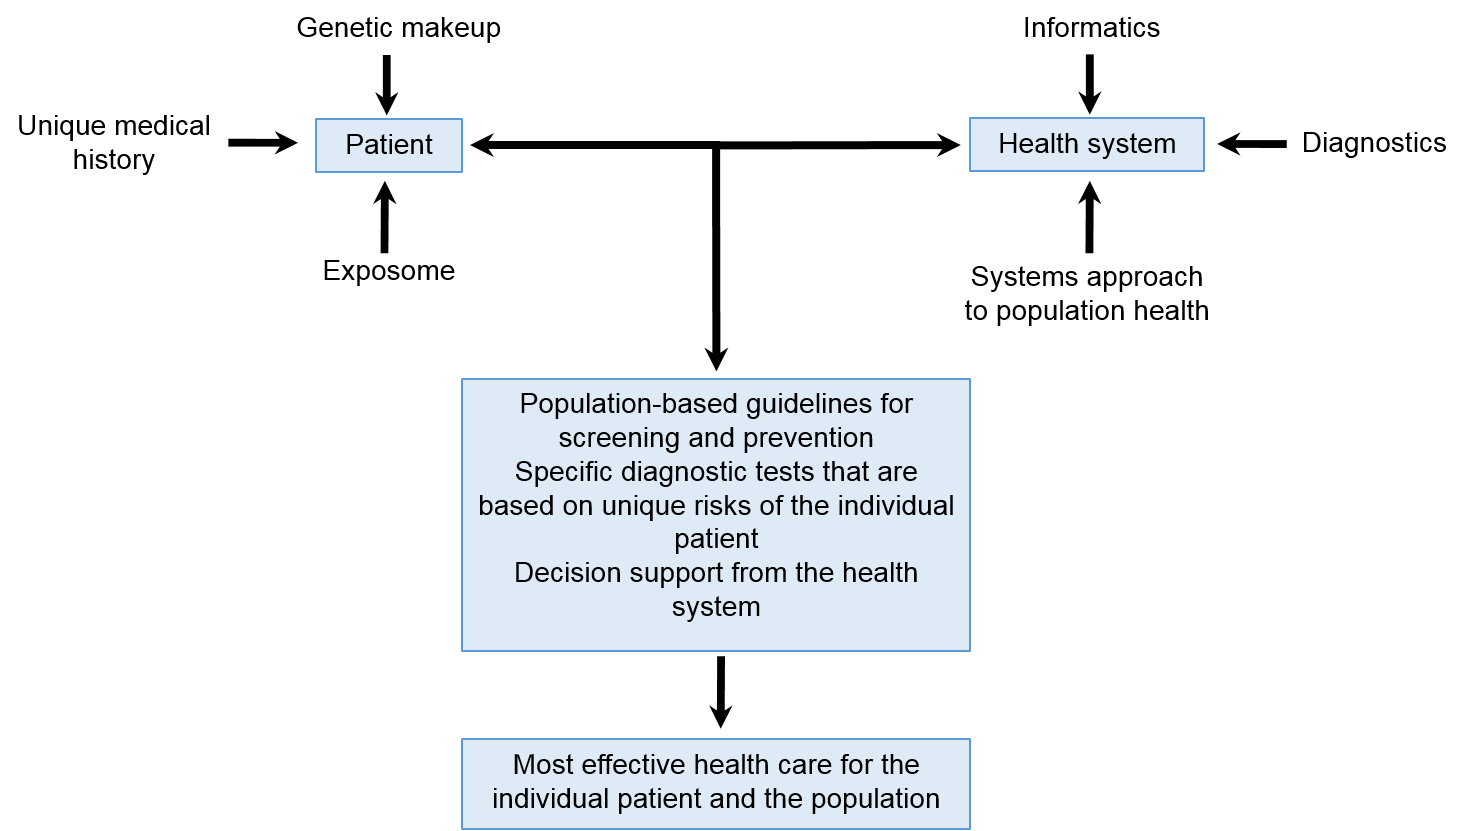 Genetic makeup
Informatics
Unique medical
history
Patient
Health system
Diagnostics
Exposome
Systems approach
to population health
Population-based guidelines for
screening and prevention
Specific diagnostic tests that are
based on unique risks of the individual
patient
Decision support from the health
system
Most effective health care for the
individual patient and the population